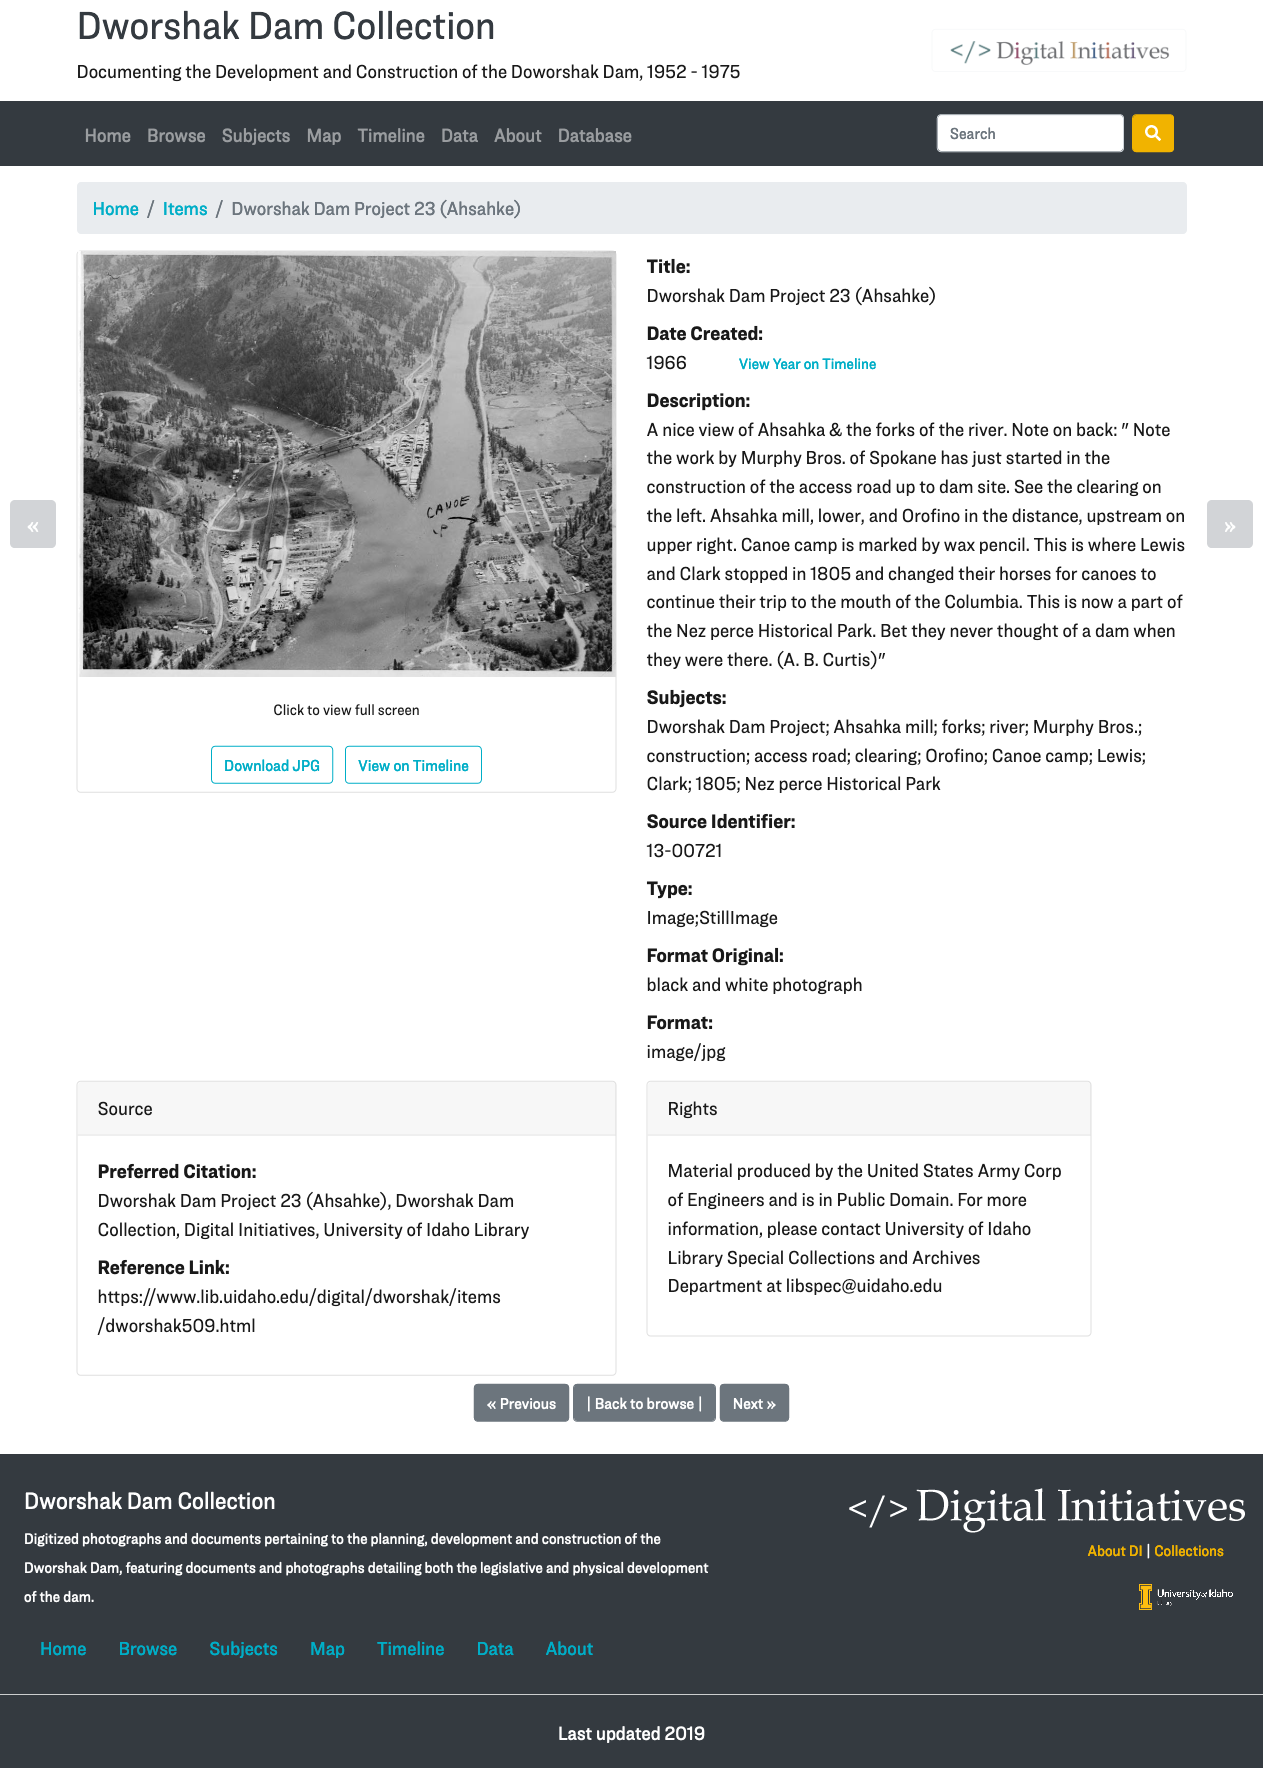 Dworshak Dam Collection
Documenting the Development and Construction of the Doworshak Dam, 1952 - 1975
</> Digital Initiatives
Home Browse Subjects Map Timeline Data About Database
Search
Home / Items / Dworshak Dam Project 23 (Ahsahke)
CANOE
«
»
Click to view full screen
Download JPG View on Timeline
Title:
Dworshak Dam Project 23 (Ahsahke)
Date Created:
1966 View Year on Timeline
Description:
A nice view of Ahsahka & the forks of the river. Note on back: " Note
the work by Murphy Bros. of Spokane has just started in the
construction of the access road up to dam site. See the clearing on
the left. Ahsahka mill, lower, and Orofino in the distance, upstream on
upper right. Canoe camp is marked by wax pencil. This is where Lewis
and Clark stopped in 1805 and changed their horses for canoes to
continue their trip to the mouth of the Columbia. This is now a part of
the Nez perce Historical Park. Bet they never thought of a dam when
they were there. (A. B. Curtis)"
Subjects:
Dworshak Dam Project; Ahsahka mill; forks; river; Murphy Bros.;
construction; access road; clearing; Orofino; Canoe camp; Lewis;
Clark; 1805; Nez perce Historical Park
Source Identifier:
13-00721
Type:
Image;StillImage
Format Original:
black and white photograph
Format:
image/jpg
Source
Preferred Citation:
Dworshak Dam Project 23 (Ahsahke), Dworshak Dam
Collection, Digital Initiatives, University of Idaho Library
Reference Link:
https://www.lib.uidaho.edu/digital/dworshak/items
/dworshak509.html
Rights
Material produced by the United States Army Corp
of Engineers and is in Public Domain. For more
information, please contact University of Idaho
Library Special Collections and Archives
Department at libspec@uidaho.edu
« Previous | Back to browse | Next »
Dworshak Dam Collection
Digitized photographs and documents pertaining to the planning, development and construction of the
Dworshak Dam, featuring documents and photographs detailing both the legislative and physical development
of the dam.
</> Digital Initiatives
About DI | Collections
University of Idaho
Home Browse Subjects Map Timeline Data About
Last updated 2019